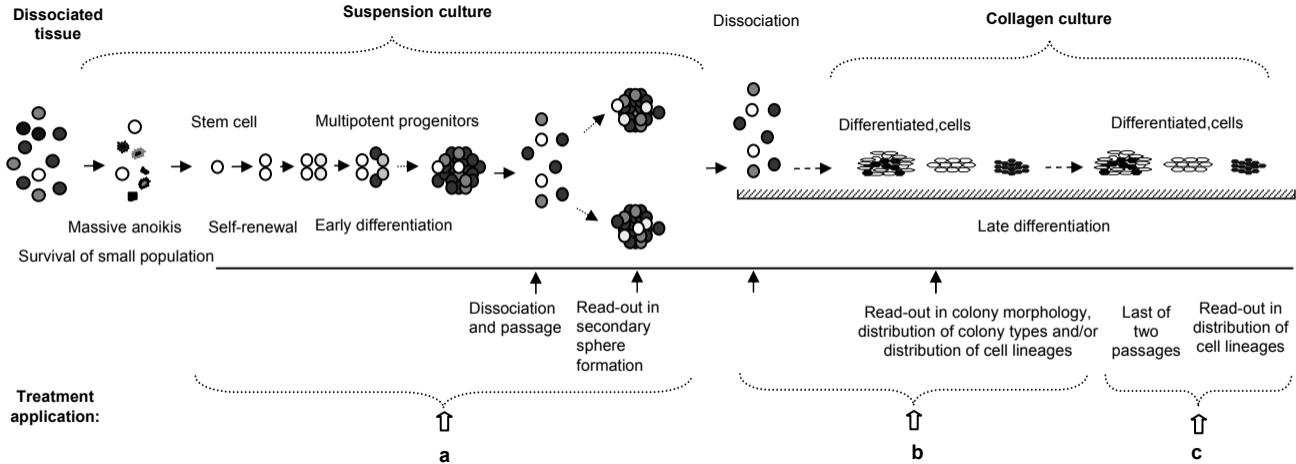 Dissociated
tissue
Suspension culture
Dissociation
Collagen culture
Stem cell
Multipotent progenitors
Differentiated,cells
Differentiated,cells
Massive anoikis
Self-renewal
Early differentiation
Late differentiation
Survival of small population
Dissociation
and passage
Read-out in
secondary
sphere
formation
Read-out in colony morphology,
distribution of colony types and/or
distribution of cell lineages
Last of
two
passages
Read-out in
distribution of
cell lineages
Treatment
application:
a
b
c